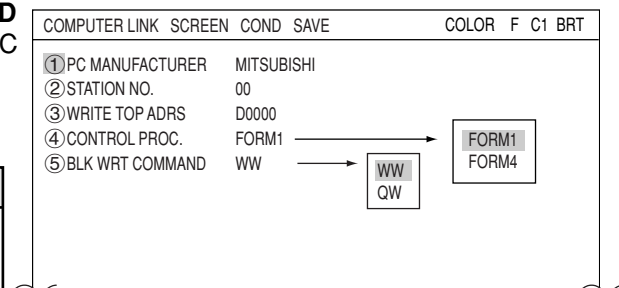 D
C
COMPUTER LINK SCREEN COND SAVE COLOR F C1 BRT
①PC MANUFACTURER MITSUBISHI
②STATION NO. 00
③WRITE TOP ADRS D0000
④CONTROL PROC. FORM1 FORM1
⑤BLK WRT COMMAND WW WW FORM4
QW